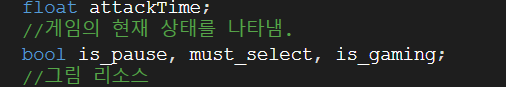 float attackTime;
//게임의 현재 상태를 나타냄.
bool is_pause, must_select, is_gaming;
//그림 리소스